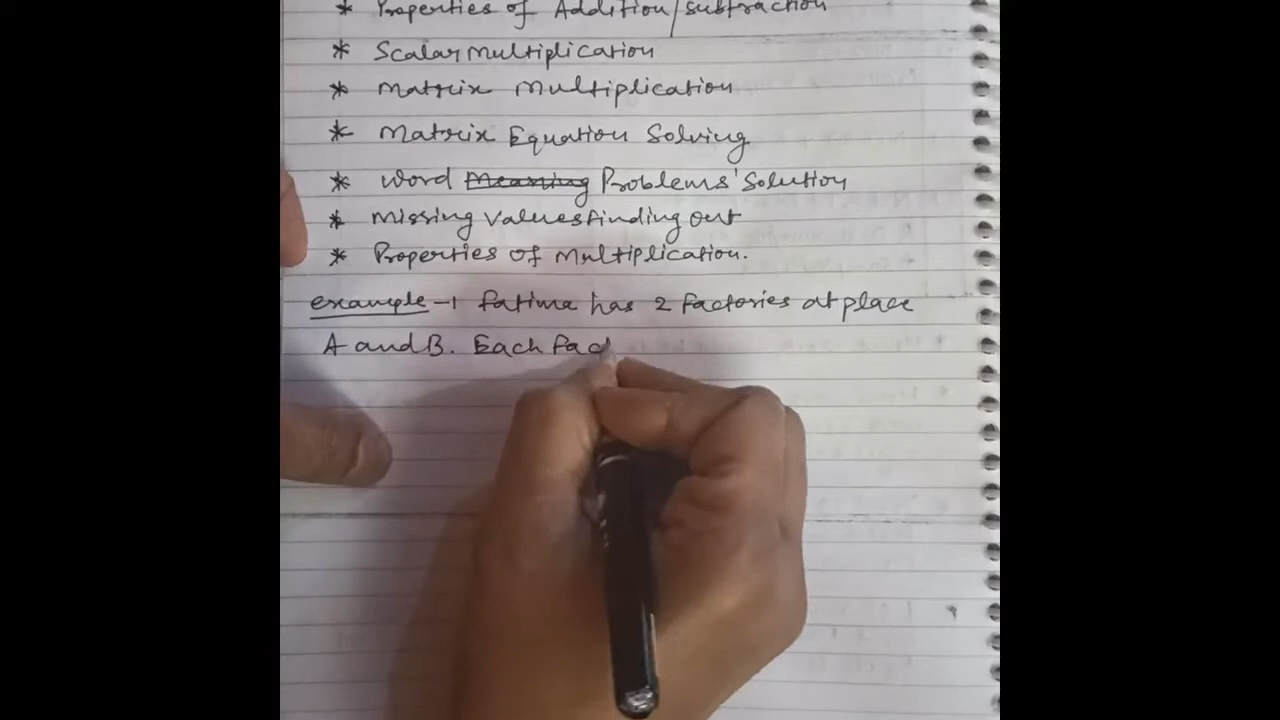 * Properties of Addition/subtraction
* Scalar multiplication
* Matrix Multiplication
* Matrix Equation Solving
* Word Meaning Problems' Solution
* Missing values finding out
* Properties of Multiplication.
example-1 Fatima has 2 factories at place
A and B. Each fac